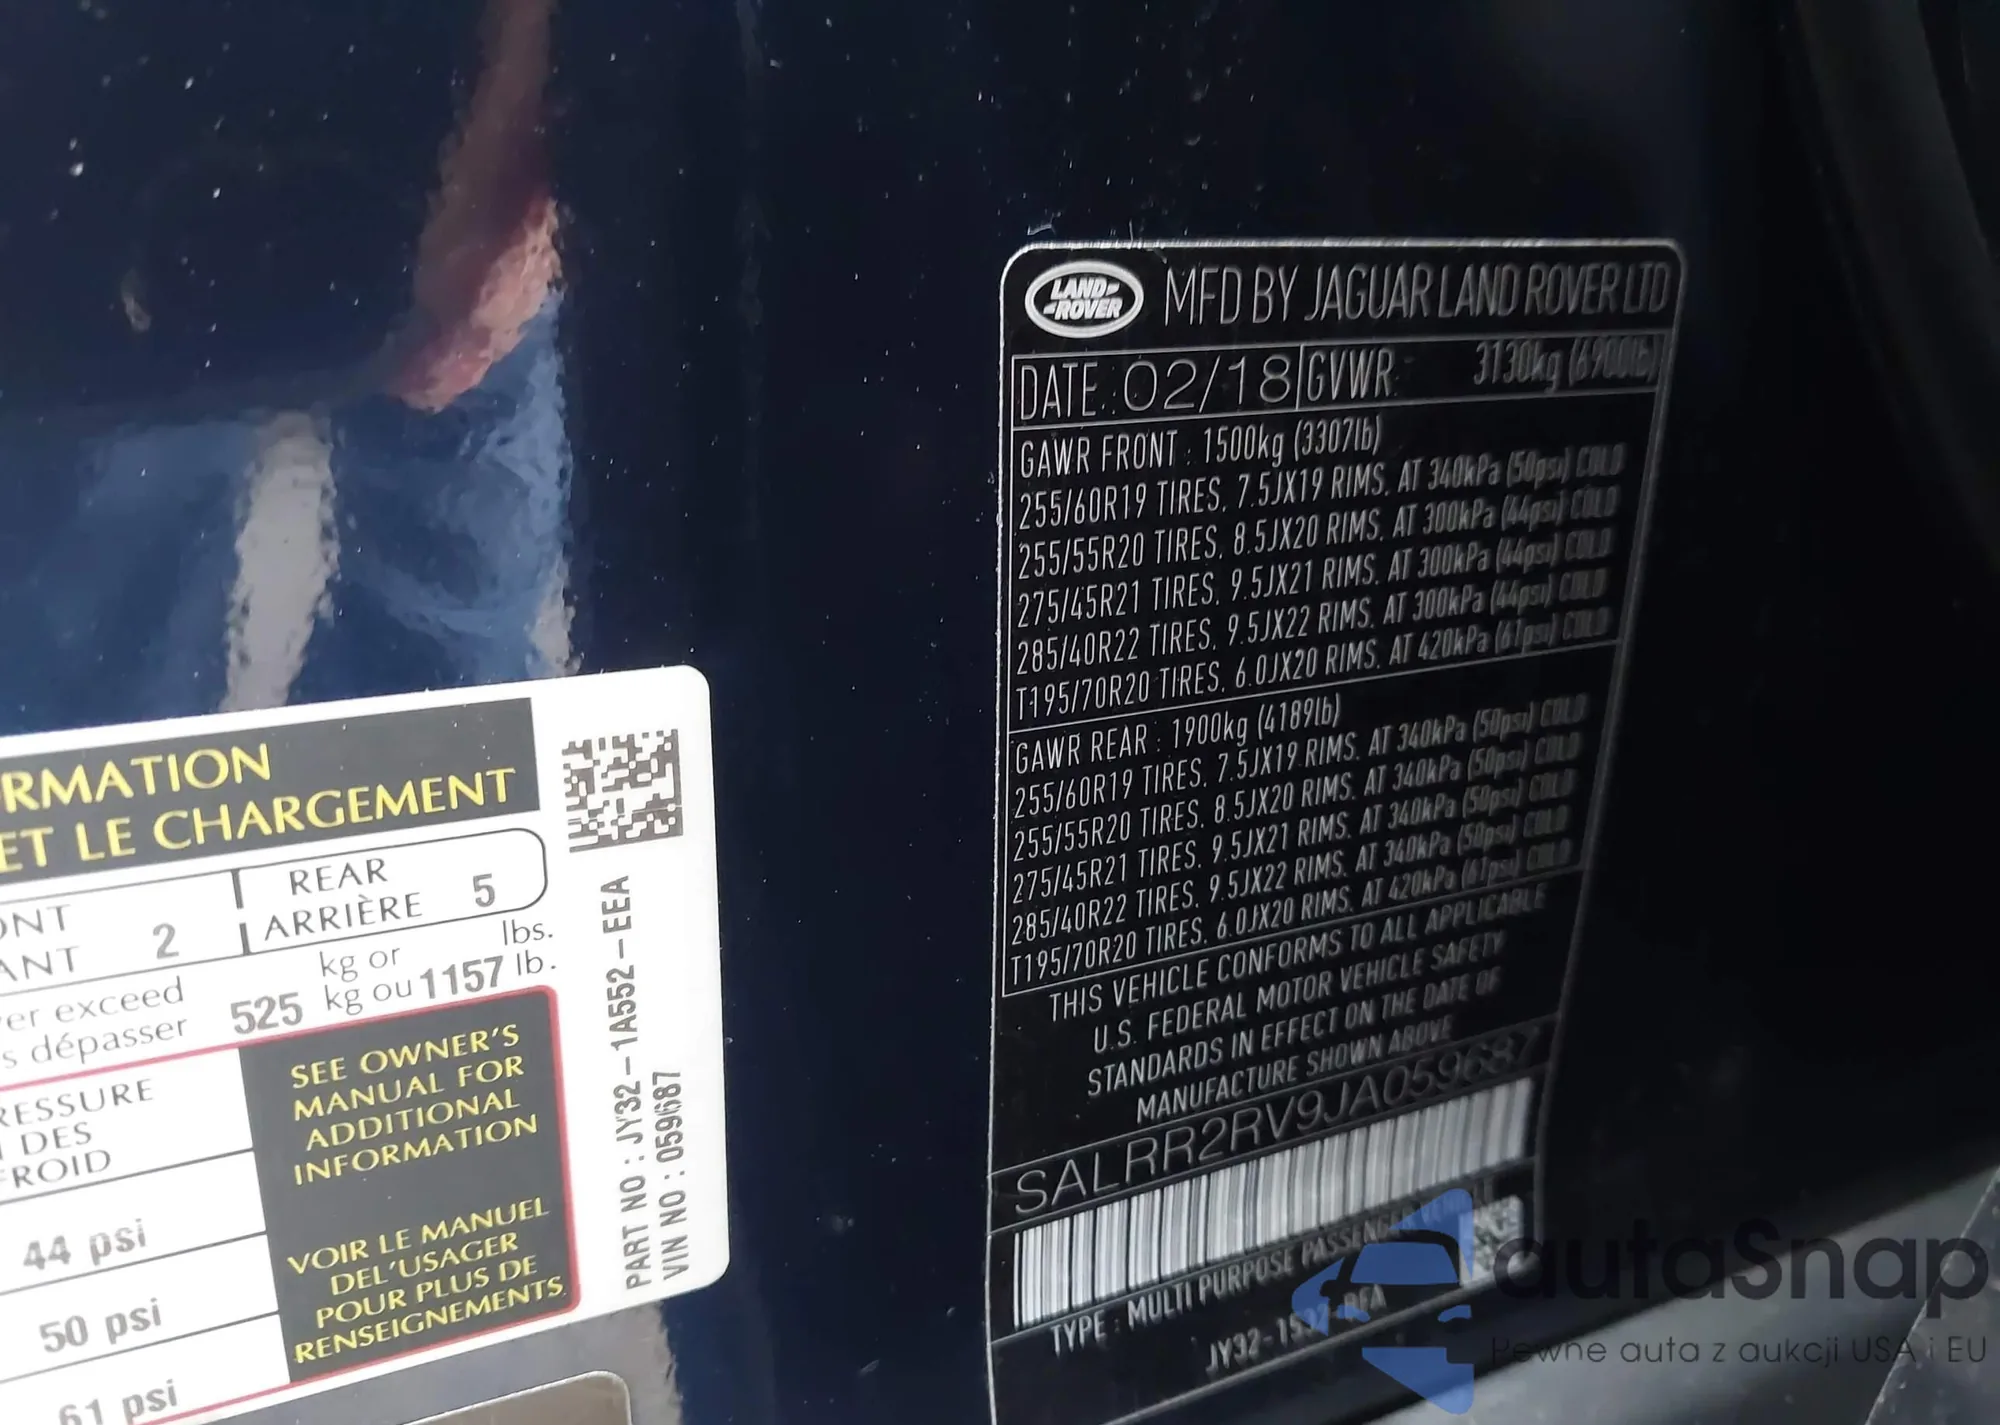 RMATION
ET LE CHARGEMENT
ONT
ANT 2
REAR
ARRIÈRE 5
er exceed
s dépasser 525
kg or lbs.
kg ou 1157 lb.
RESSURE
DES
FROID
44 psi
50 psi
61 psi
SEE OWNER'S
MANUAL FOR
ADDITIONAL
INFORMATION
VOIR LE MANUEL
DEL'USAGER
POUR PLUS DE
RENSEIGNEMENTS.
PART NO : JY32-1A552-EEA
VIN NO : 059687
LAND-
-ROVER
MFD BY JAGUAR LAND ROVER LTD
DATE : 02/18 GVWR : 3130kg (6900lb)
GAWR FRONT : 1500kg (3307lb)
255/60R19 TIRES, 7.5JX19 RIMS, AT 340kPa (50psi) COLD
255/55R20 TIRES, 8.5JX20 RIMS, AT 300kPa (44psi) COLD
275/45R21 TIRES, 9.5JX21 RIMS, AT 300kPa (44psi) COLD
285/40R22 TIRES, 9.5JX22 RIMS, AT 300kPa (44psi) COLD
T195/70R20 TIRES, 6.0JX20 RIMS, AT 420kPa (61psi) COLD
GAWR REAR : 1900kg (4189lb)
255/60R19 TIRES, 7.5JX19 RIMS, AT 340kPa (50psi) COLD
255/55R20 TIRES, 8.5JX20 RIMS, AT 340kPa (50psi) COLD
275/45R21 TIRES, 9.5JX21 RIMS, AT 340kPa (50psi) COLD
285/40R22 TIRES, 9.5JX22 RIMS, AT 340kPa (50psi) COLD
T195/70R20 TIRES, 6.0JX20 RIMS, AT 420kPa (61psi) COLD
THIS VEHICLE CONFORMS TO ALL APPLICABLE
U.S. FEDERAL MOTOR VEHICLE SAFETY
STANDARDS IN EFFECT ON THE DATE OF
MANUFACTURE SHOWN ABOVE
SALRR2RV9JA059687
TYPE : MULTI PURPOSE PASSENGER VEHICLE
autaSnap
Pewne auta z aukcji USA i EU